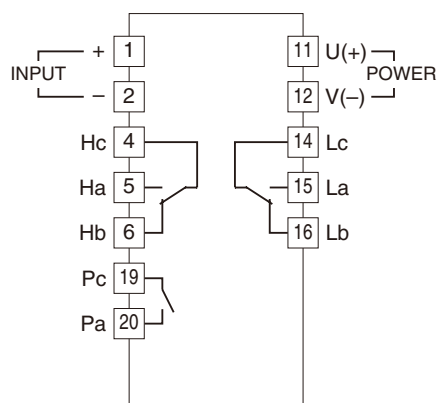 INPUT
+ 1
− 2
Hc 4
Ha 5
Hb 6
Pc 19
Pa 20
11 U(+)
12 V(−)
POWER
14 Lc
15 La
16 Lb